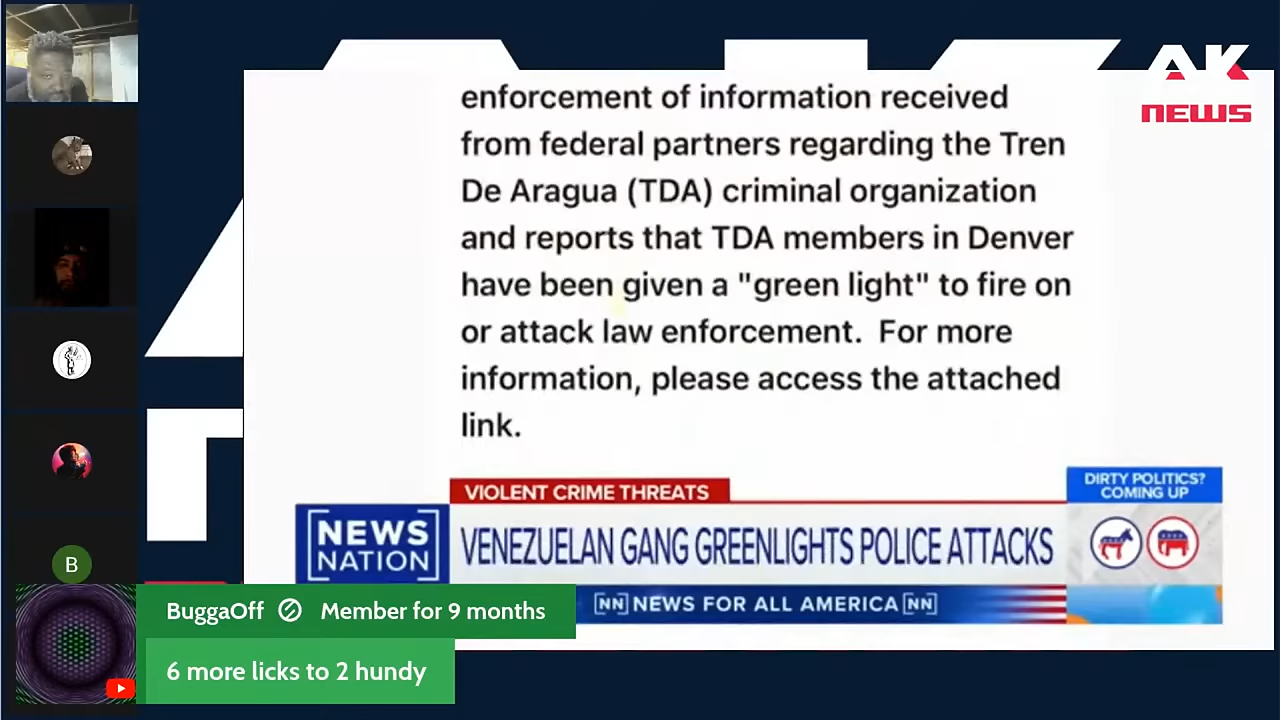 AK
NEWS
enforcement of information received
from federal partners regarding the Tren
De Aragua (TDA) criminal organization
and reports that TDA members in Denver
have been given a "green light" to fire on
or attack law enforcement.  For more
information, please access the attached
link.
VIOLENT CRIME THREATS
DIRTY POLITICS?
COMING UP
NEWS
NATION
VENEZUELAN GANG GREENLIGHTS POLICE ATTACKS
NN NEWS FOR ALL AMERICA NN
B
BuggaOff Member for 9 months
6 more licks to 2 hundy